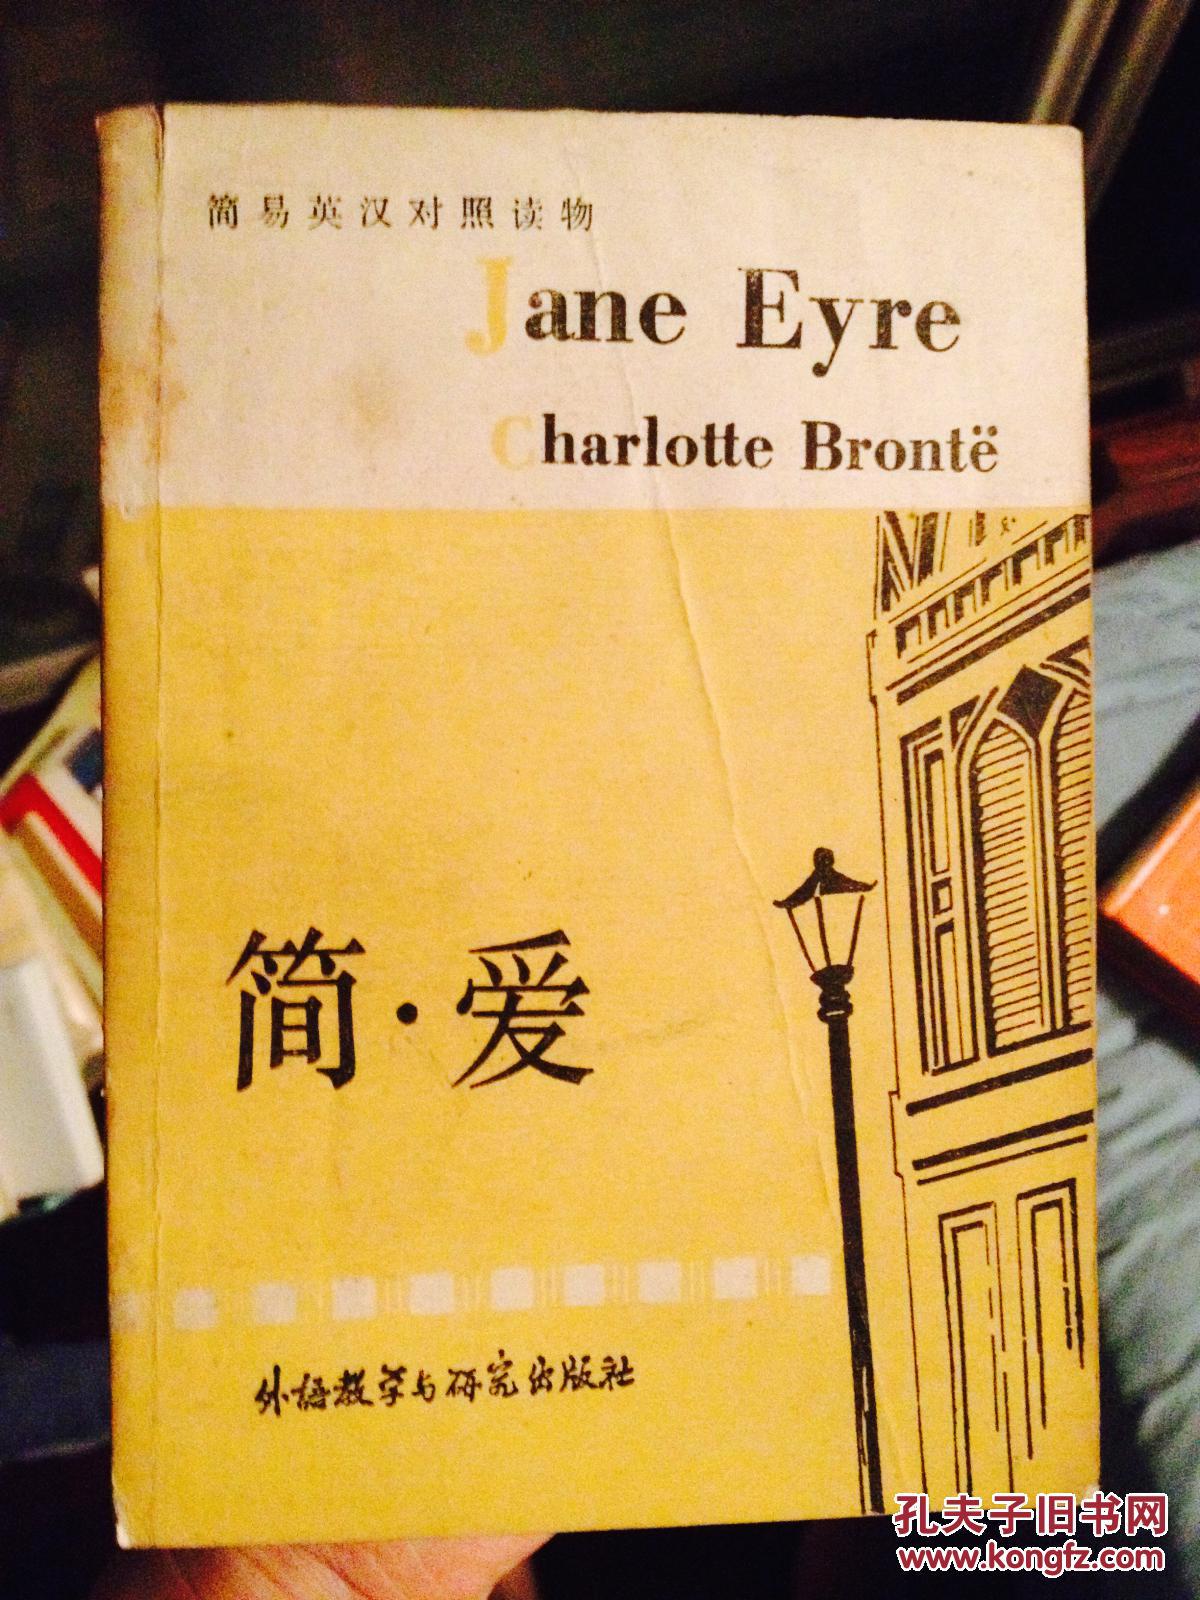 简易英汉对照读物
Jane Eyre
Charlotte Brontë
简·爱
外语教学与研究出版社
孔夫子旧书网
www.kongfz.com